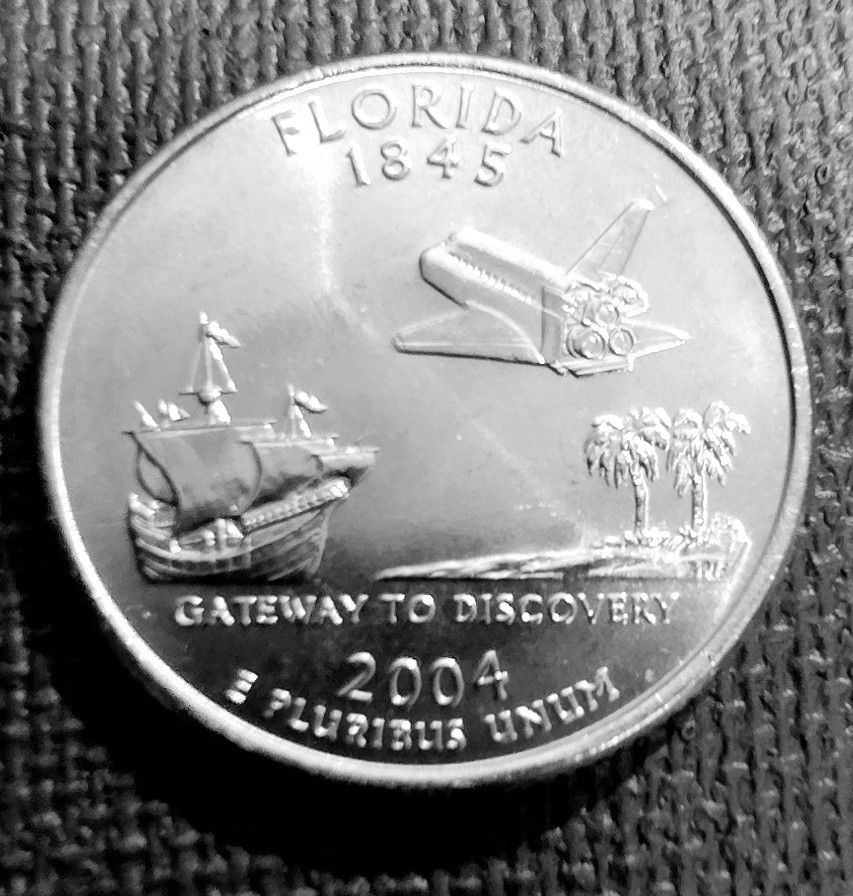 FLORIDA
1845
GATEWAY TO DISCOVERY
2004
E PLURIBUS UNUM